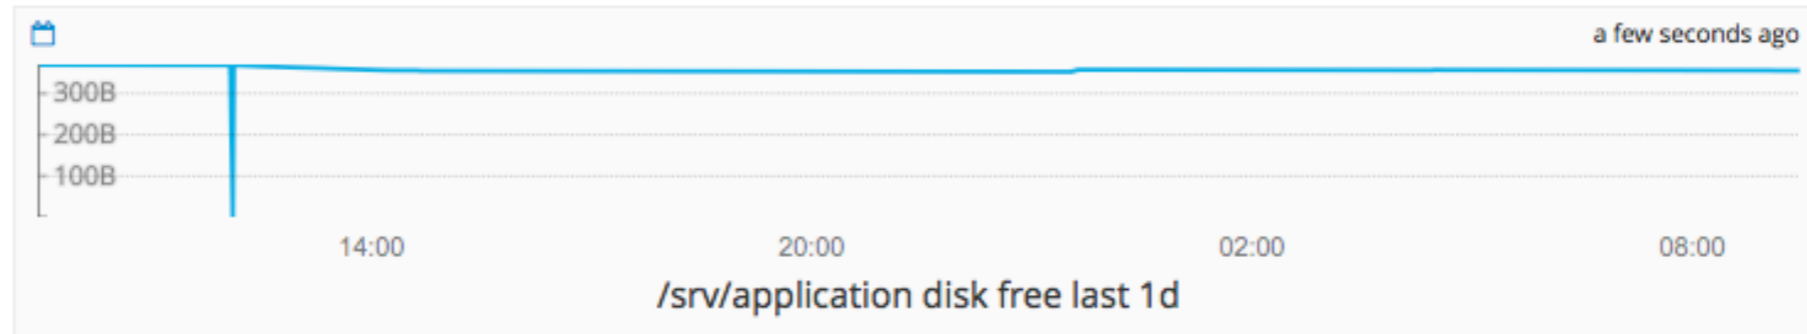 a few seconds ago
300B
200B
100B
14:00 20:00 02:00 08:00
/srv/application disk free last 1d